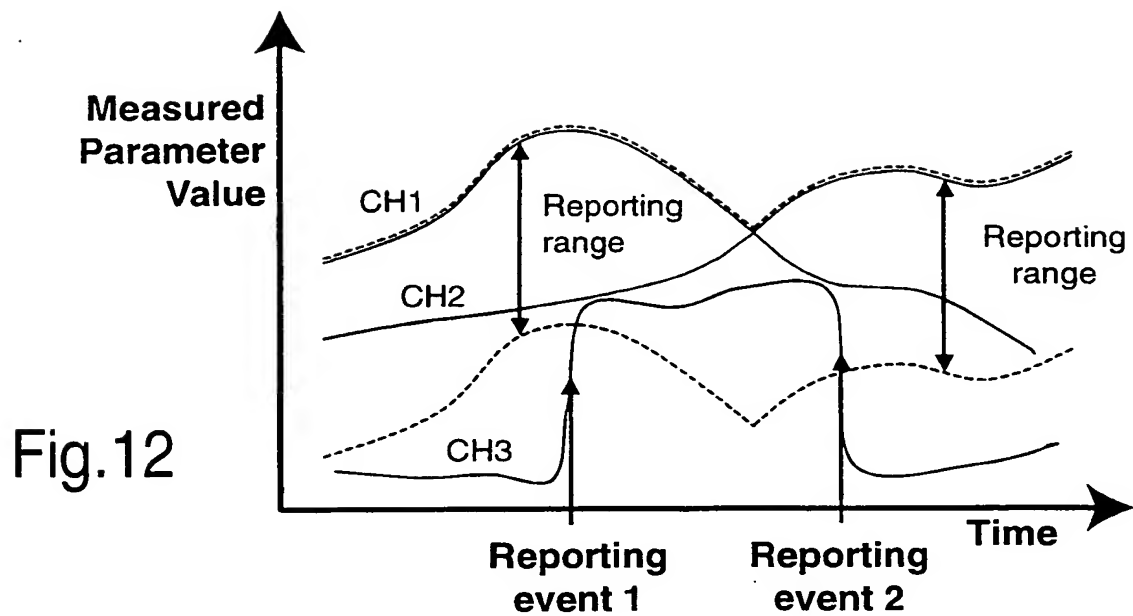 Measured
Parameter
Value
CH1
Reporting
range
Reporting
range
CH2
CH3
Fig.12
Time
Reporting
event 1
Reporting
event 2